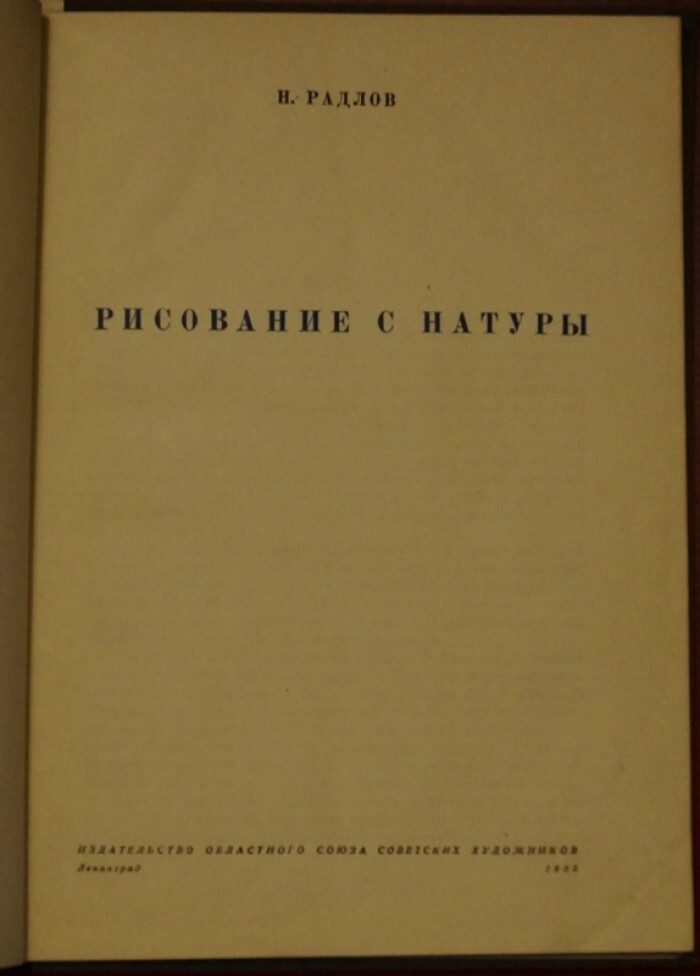 Н. РАДЛОВ
РИСОВАНИЕ С НАТУРЫ
ИЗДАТЕЛЬСТВО ОБЛАСТНОГО СОЮЗА СОВЕТСКИХ ХУДОЖНИКОВ
Ленинград